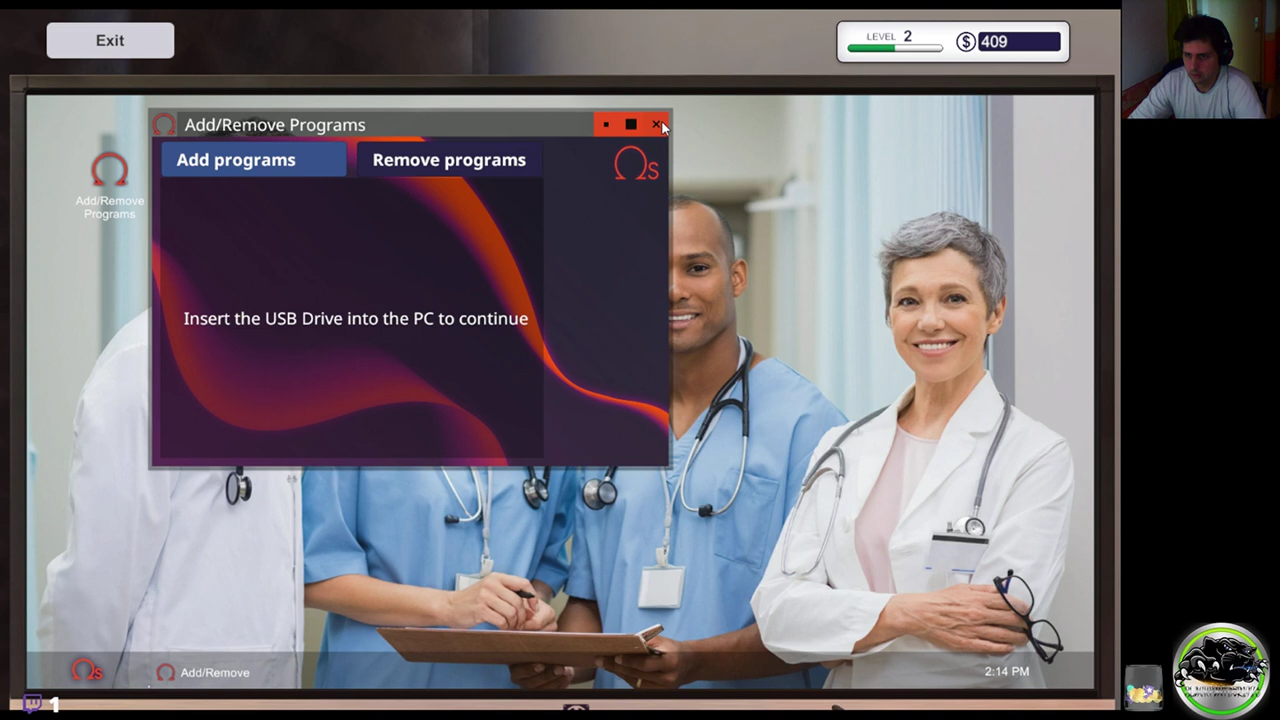 Exit
LEVEL 2
$ 409
Add/Remove Programs
Add programs
Remove programs
Ωs
Add/Remove
Programs
Insert the USB Drive into the PC to continue
Ωs
Add/Remove
2:14 PM
1